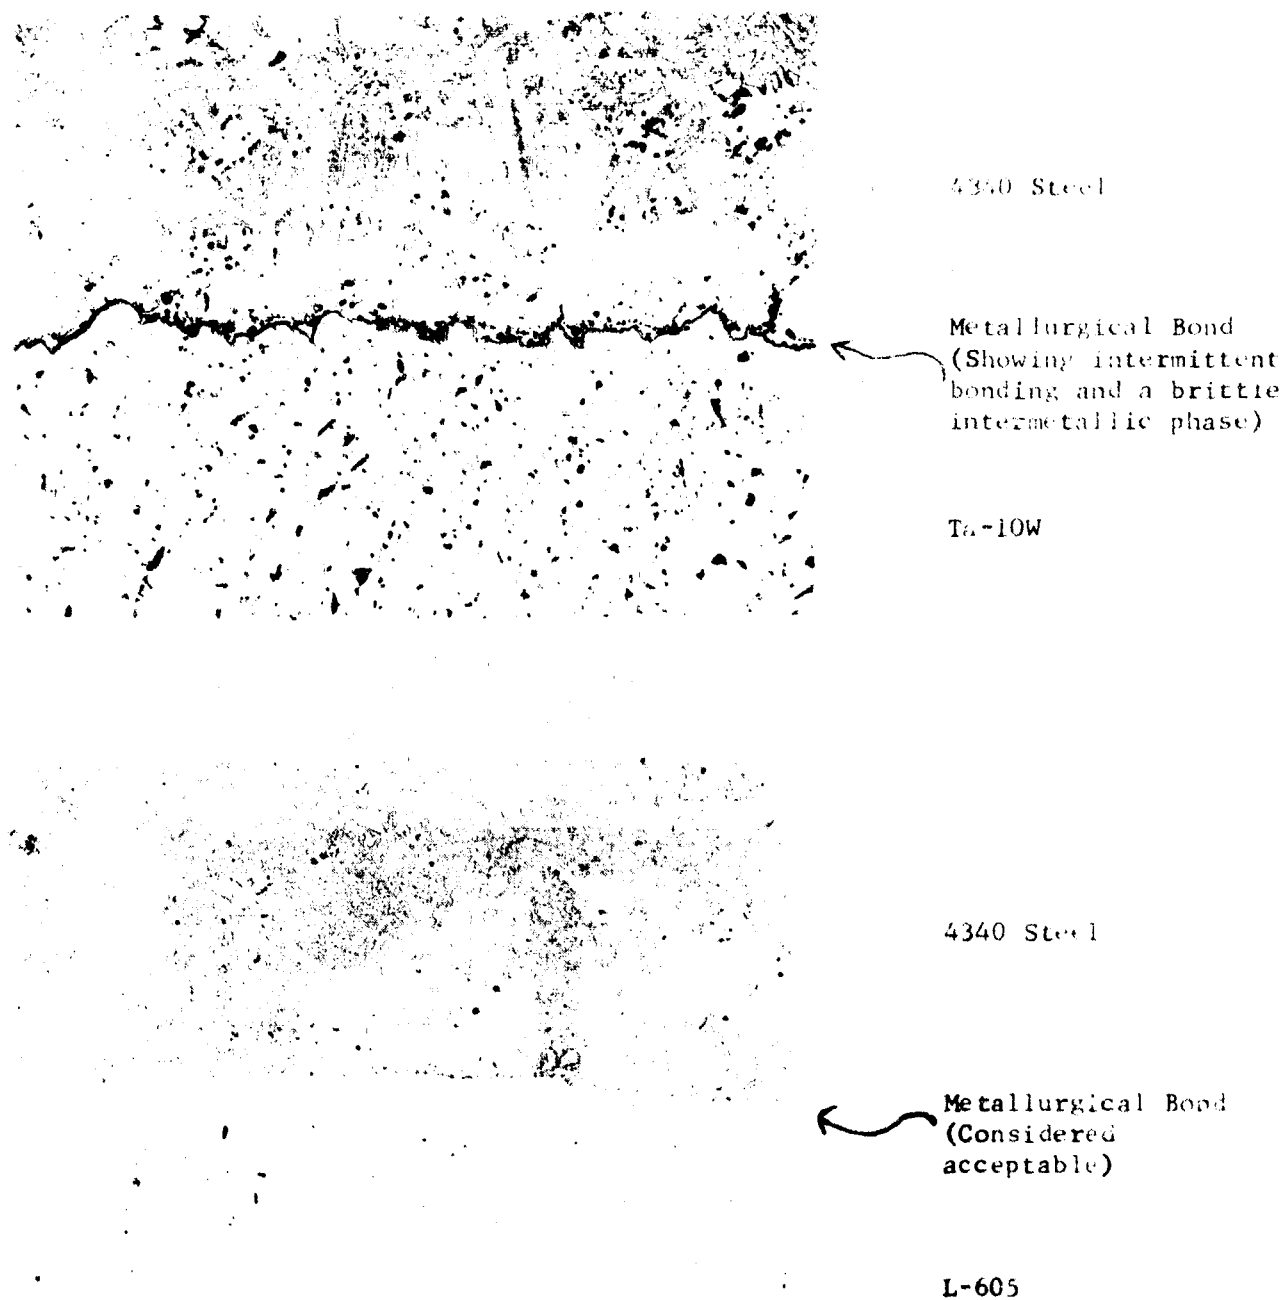 4340 Steel
Metallurgical Bond
(Showing intermittent
bonding and a brittle
intermetallic phase)
Ta-10W
4340 Steel
Metallurgical Bond
(Considered
acceptable)
L-605